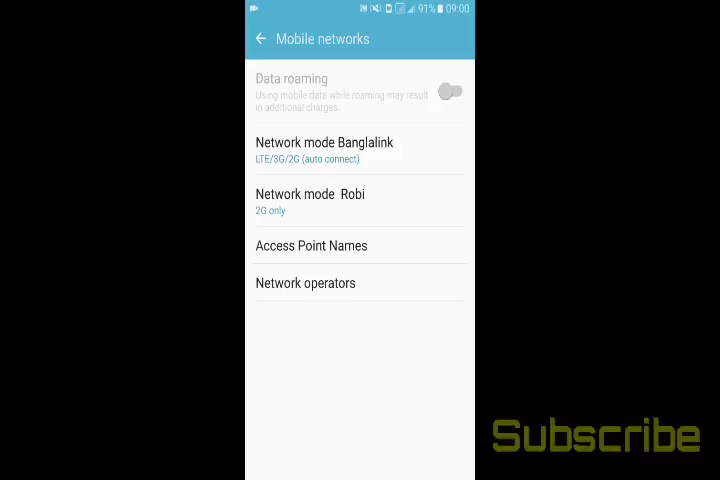 91% 09:00
Mobile networks
Data roaming
Using mobile data while roaming may result
in additional charges.
Network mode Banglalink
LTE/3G/2G (auto connect)
Network mode Robi
2G only
Access Point Names
Network operators
Subscribe